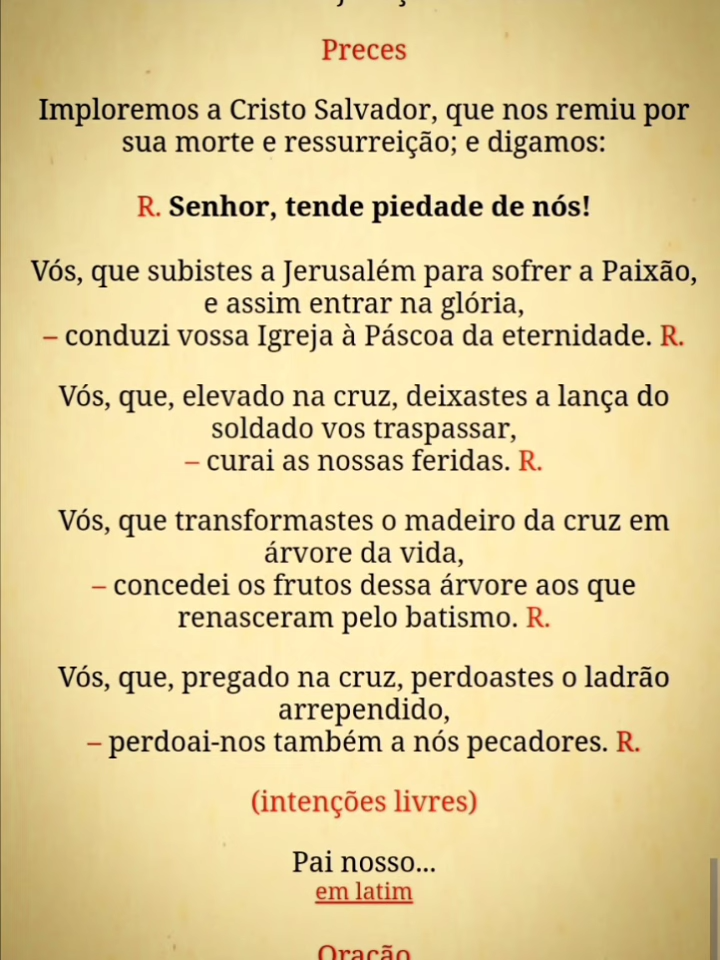 Preces
Imploremos a Cristo Salvador, que nos remiu por
sua morte e ressurreição; e digamos:
R. Senhor, tende piedade de nós!
Vós, que subistes a Jerusalém para sofrer a Paixão,
e assim entrar na glória,
– conduzi vossa Igreja à Páscoa da eternidade. R.
Vós, que, elevado na cruz, deixastes a lança do
soldado vos traspassar,
– curai as nossas feridas. R.
Vós, que transformastes o madeiro da cruz em
árvore da vida,
– concedei os frutos dessa árvore aos que
renasceram pelo batismo. R.
Vós, que, pregado na cruz, perdoastes o ladrão
arrependido,
– perdoai-nos também a nós pecadores. R.
(intenções livres)
Pai nosso...
em latim
Oração